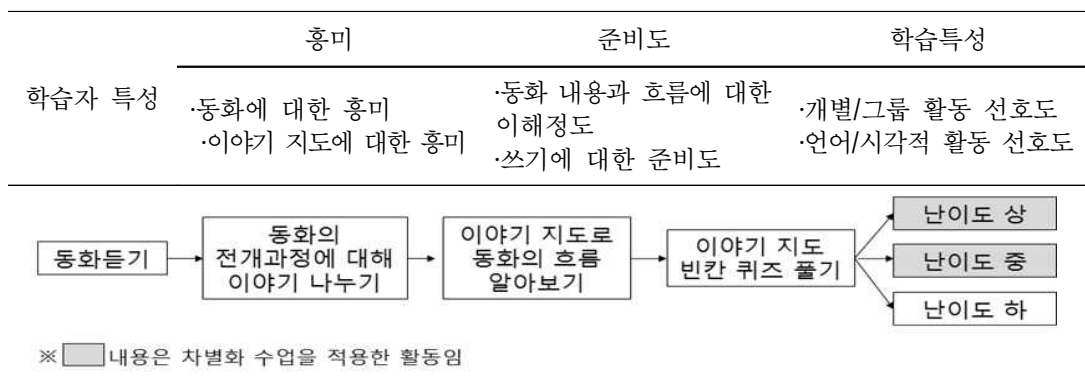 흥미 준비도 학습특성
학습자 특성
·동화에 대한 흥미
·이야기 지도에 대한 흥미
·동화 내용과 흐름에 대한
이해정도
·쓰기에 대한 준비도
·개별/그룹 활동 선호도
·언어/시각적 활동 선호도
동화듣기
동화의
전개과정에 대해
이야기 나누기
이야기 지도로
동화의 흐름
알아보기
이야기 지도
빈칸 퀴즈 풀기
난이도 상
난이도 중
난이도 하
※ 내용은 차별화 수업을 적용한 활동임